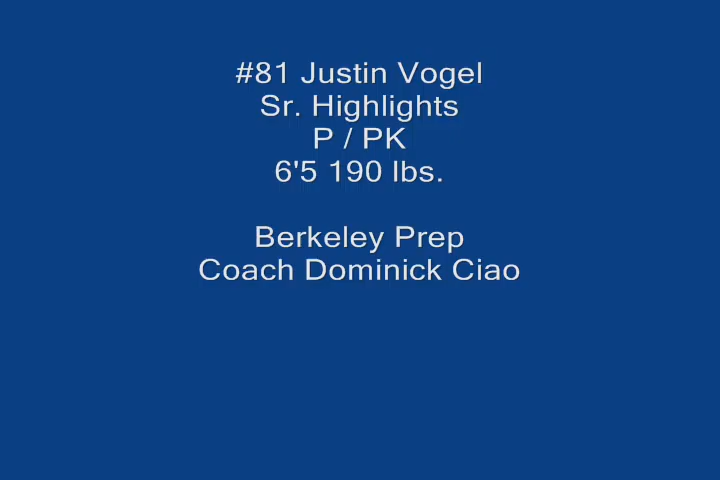 #81 Justin Vogel
Sr. Highlights
P / PK
6'5 190 lbs.
Berkeley Prep
Coach Dominick Ciao